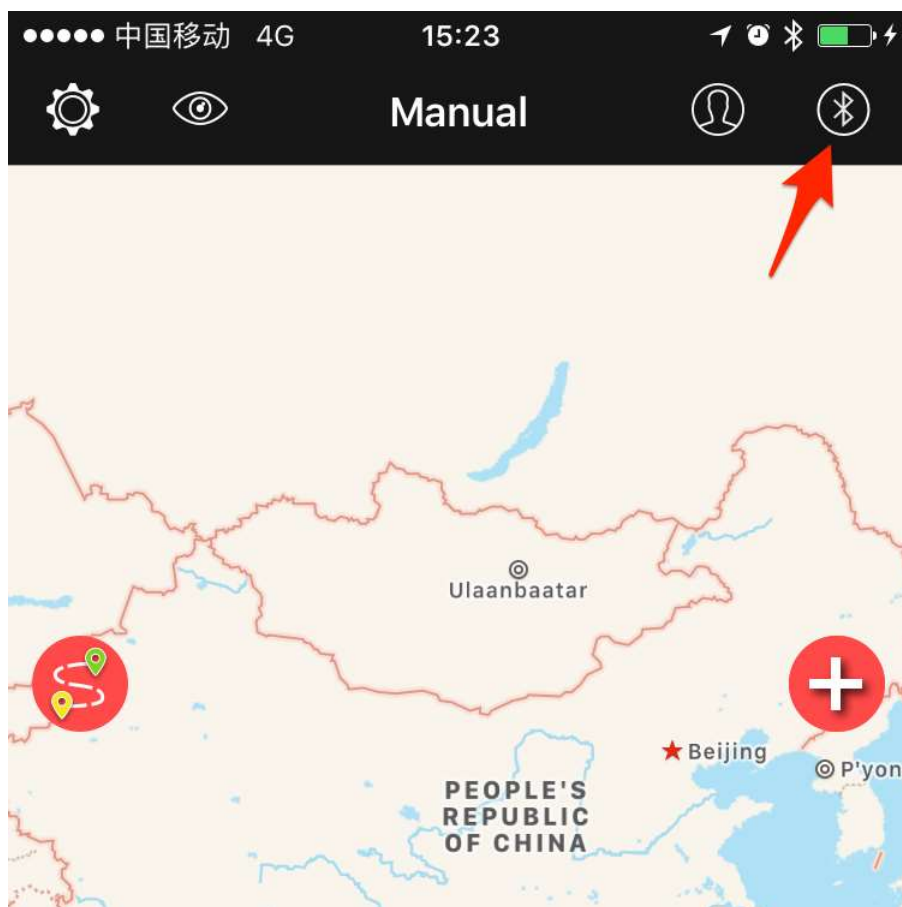 中国移动 4G 15:23
Manual
Ulaanbaatar
Beijing
P'yon
PEOPLE'S
REPUBLIC
OF CHINA